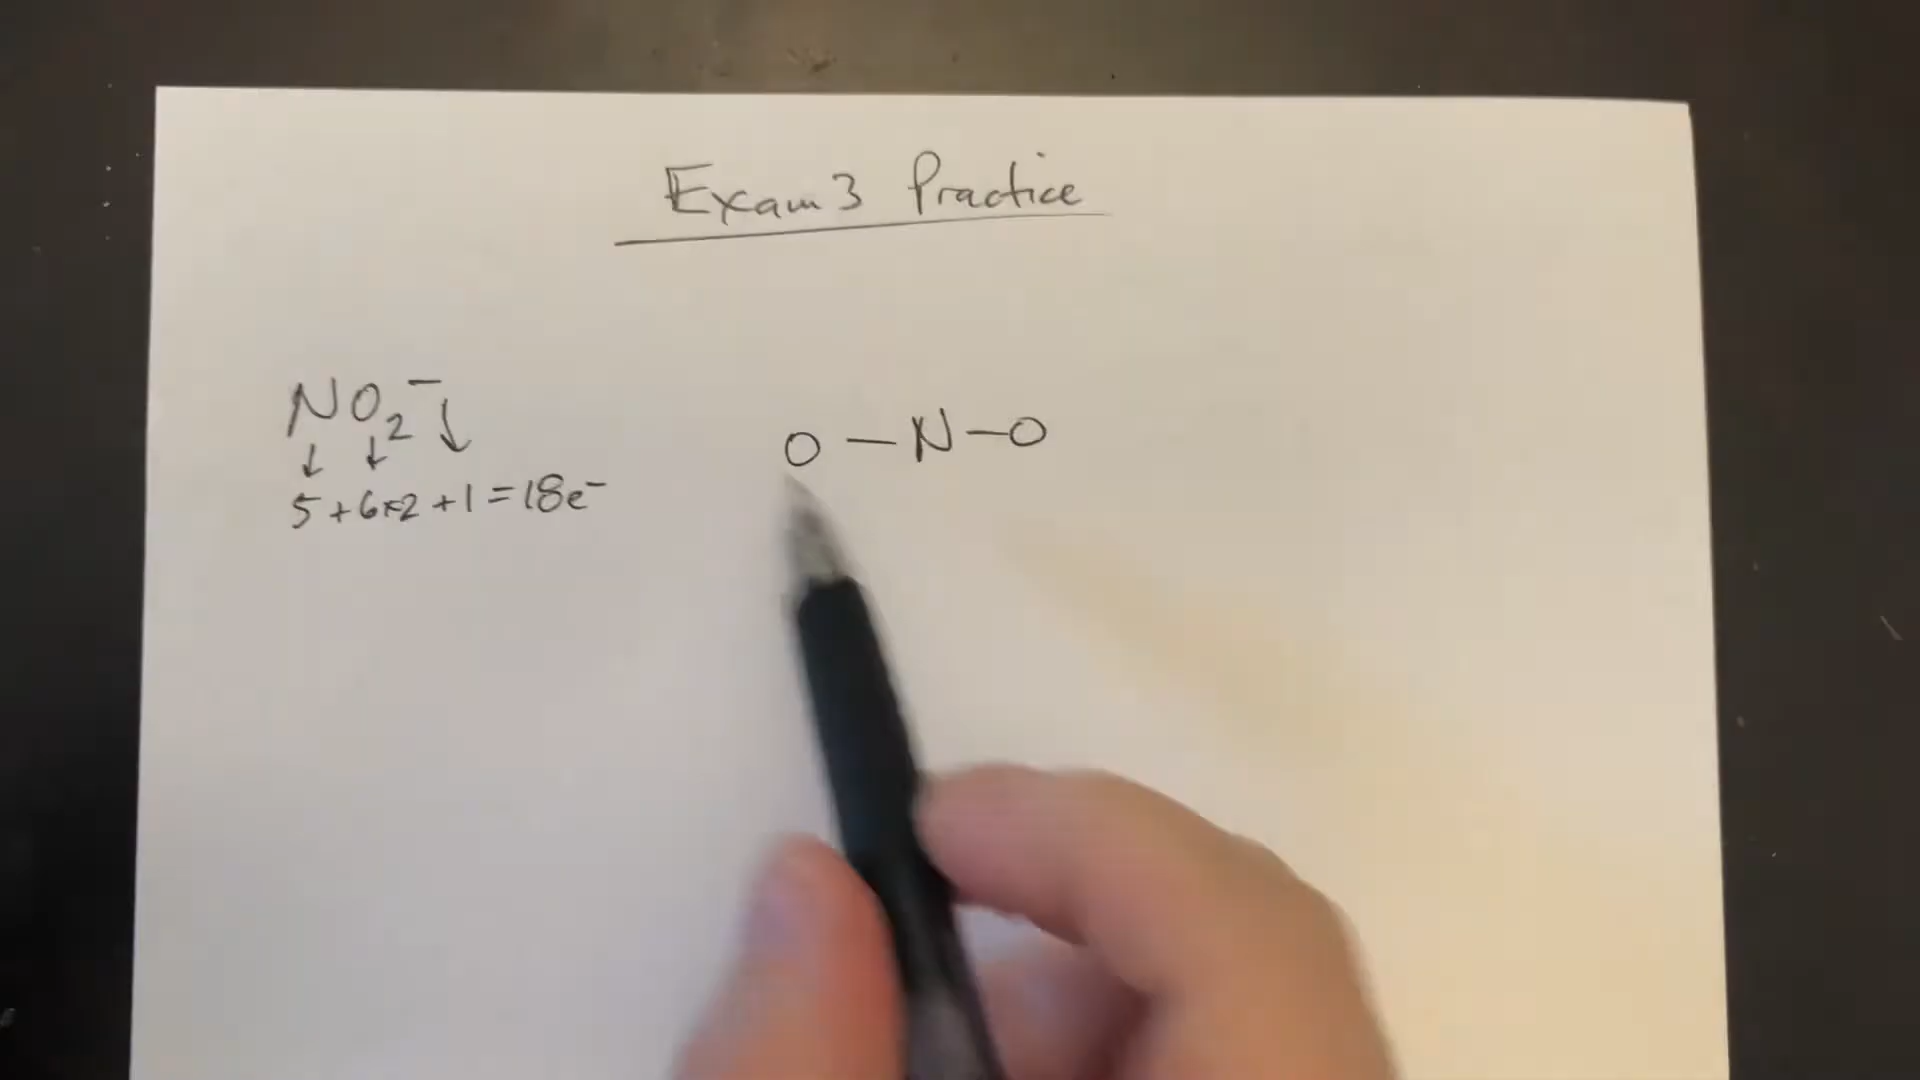 Exam 3 Practice
NO₂⁻
↓ ↓ ↓
5+6×2+1=18e⁻
O—N—O